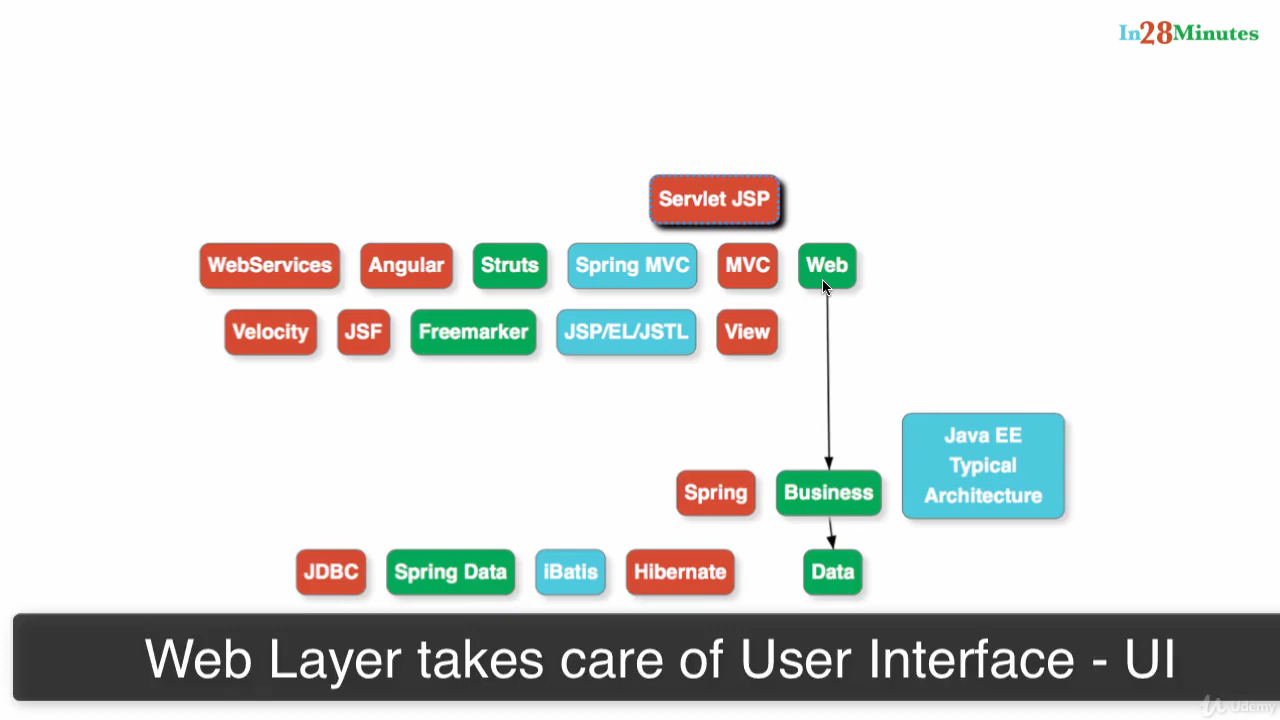 In28Minutes
Servlet JSP
WebServices Angular Struts Spring MVC MVC Web
Velocity JSF Freemarker JSP/EL/JSTL View
Java EE
Typical
Architecture
Spring Business
JDBC Spring Data iBatis Hibernate Data
Web Layer takes care of User Interface - UI
Udemy